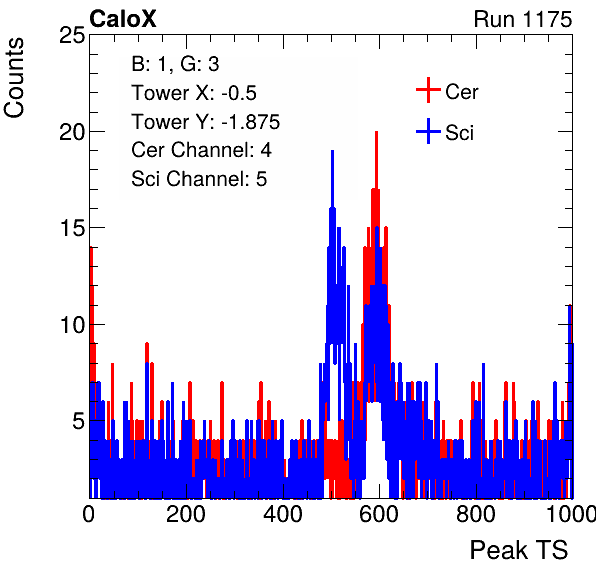 CaloX Run 1175
Counts
25
20
15
10
5
B: 1, G: 3
Tower X: -0.5
Tower Y: -1.875
Cer Channel: 4
Sci Channel: 5
Cer
Sci
0 200 400 600 800 1000
Peak TS